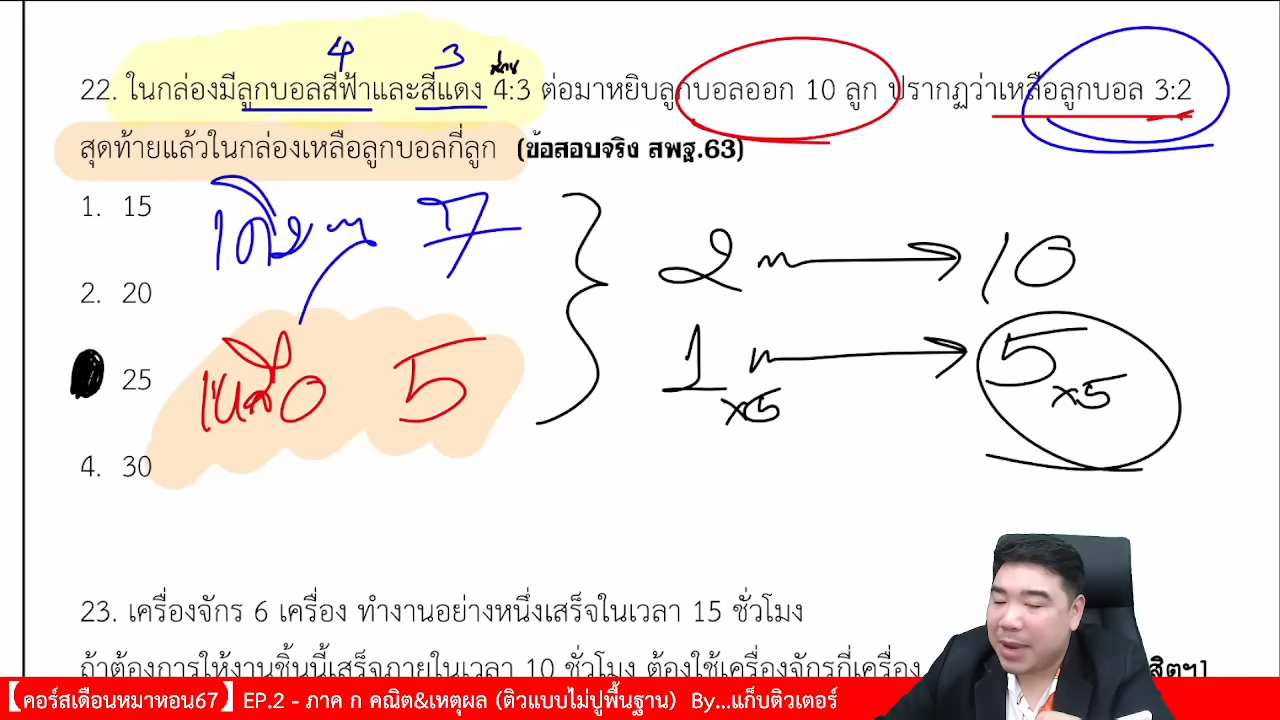 4 3 ส่วน
22. ในกล่องมีลูกบอลสีฟ้าและสีแดง 4:3 ต่อมาหยิบลูกบอลออก 10 ลูก ปรากฏว่าเหลือลูกบอล 3:2
สุดท้ายแล้วในกล่องเหลือลูกบอลกี่ลูก (ข้อสอบจริง สพฐ.63)
1. 15
เดิมๆ 7
2 → 10
2. 20
1 → 5
×5 ×5
25
เหลือ 5
4. 30
23. เครื่องจักร 6 เครื่อง ทำงานอย่างหนึ่งเสร็จในเวลา 15 ชั่วโมง
ถ้าต้องการให้งานชิ้นนี้เสร็จภายในเวลา 10 ชั่วโมง ต้องใช้เครื่องจักรกี่เครื่อง
【คอร์สเดือนหมาหอน67】EP.2 - ภาค ก คณิต&เหตุผล (ติวแบบไม่ปูพื้นฐาน) By...แก็บติวเตอร์